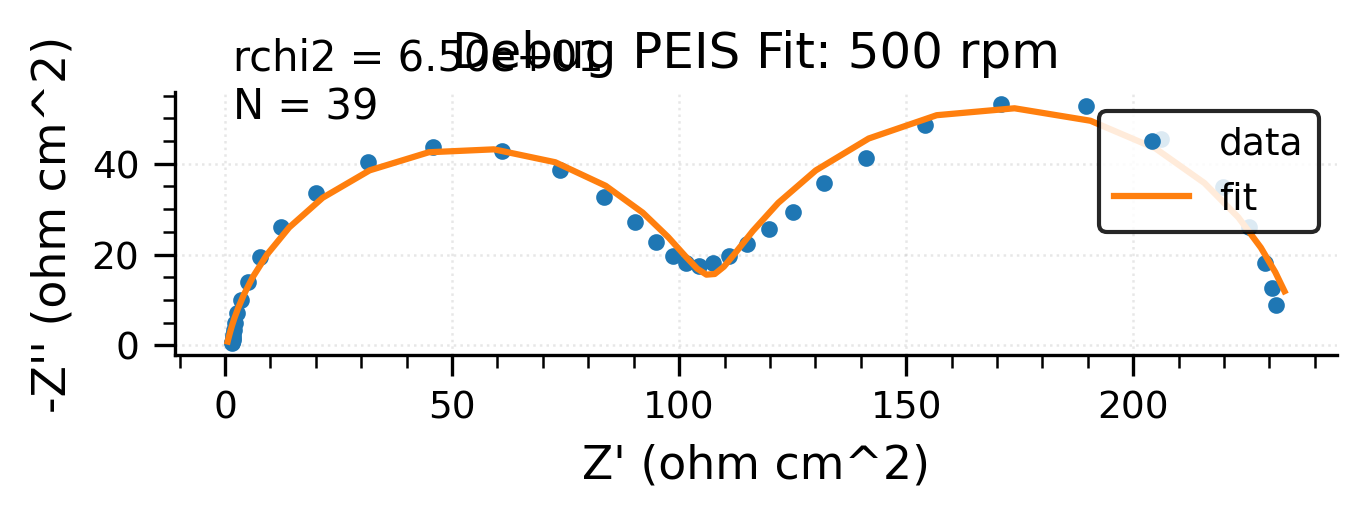 Debug PEIS Fit: 500 rpm
rchi2 = 6.50e+01
N = 39
data
fit
-Z'' (ohm cm^2)
40
20
0
0 50 100 150 200
Z' (ohm cm^2)